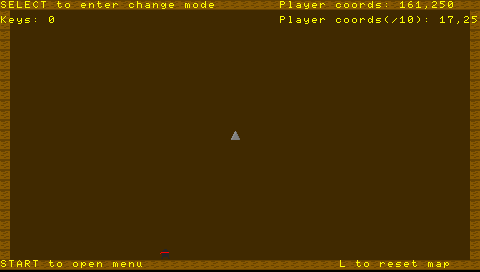 SELECT to enter change mode
Player coords: 161,250
Keys: 0
Player coords(/10): 17,25
START to open menu
L to reset map